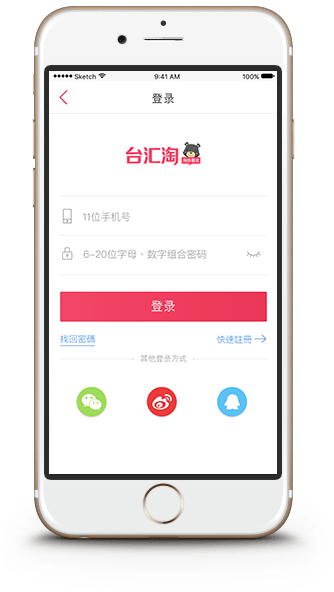 Sketch 9:41 AM 100%
登录
台汇淘
11位手机号
6-20位字母、数字组合密码
登录
找回密碼 快速註冊
其他登录方式